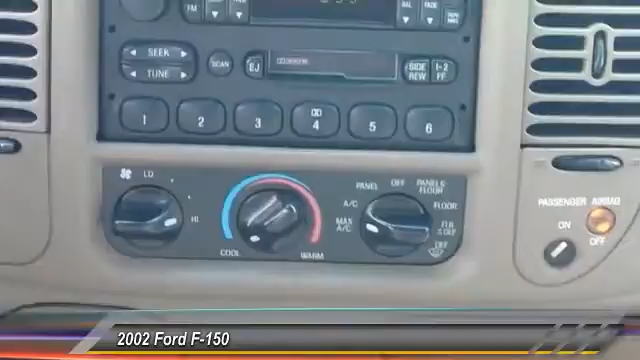 FM
BAL
FADE
SEEK
TUNE
SCAN
EJ
SIDE
REW
1-2
FF
1
2
3
4
5
6
LO
HI
COOL
WARM
OFF
PANEL
PANEL &
FLOOR
A/C
FLOOR
MAX
A/C
FLR
& DEF
DEF
PASSENGER AIRBAG
ON
OFF
2002 Ford F-150